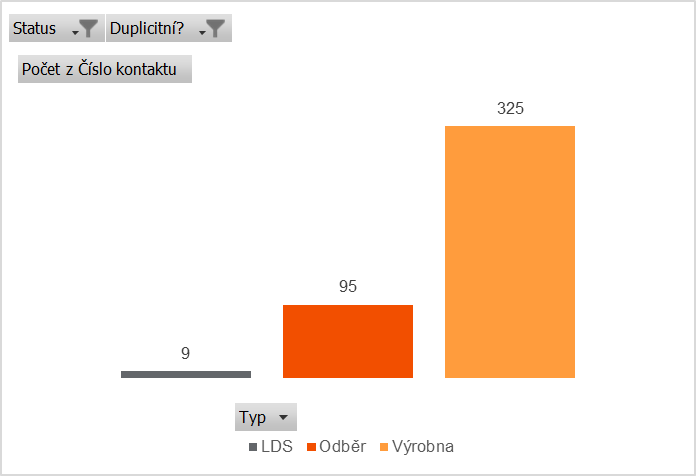 Status Duplicitní?
Počet z Číslo kontaktu
325
95
9
Typ
LDS Odběr Výrobna